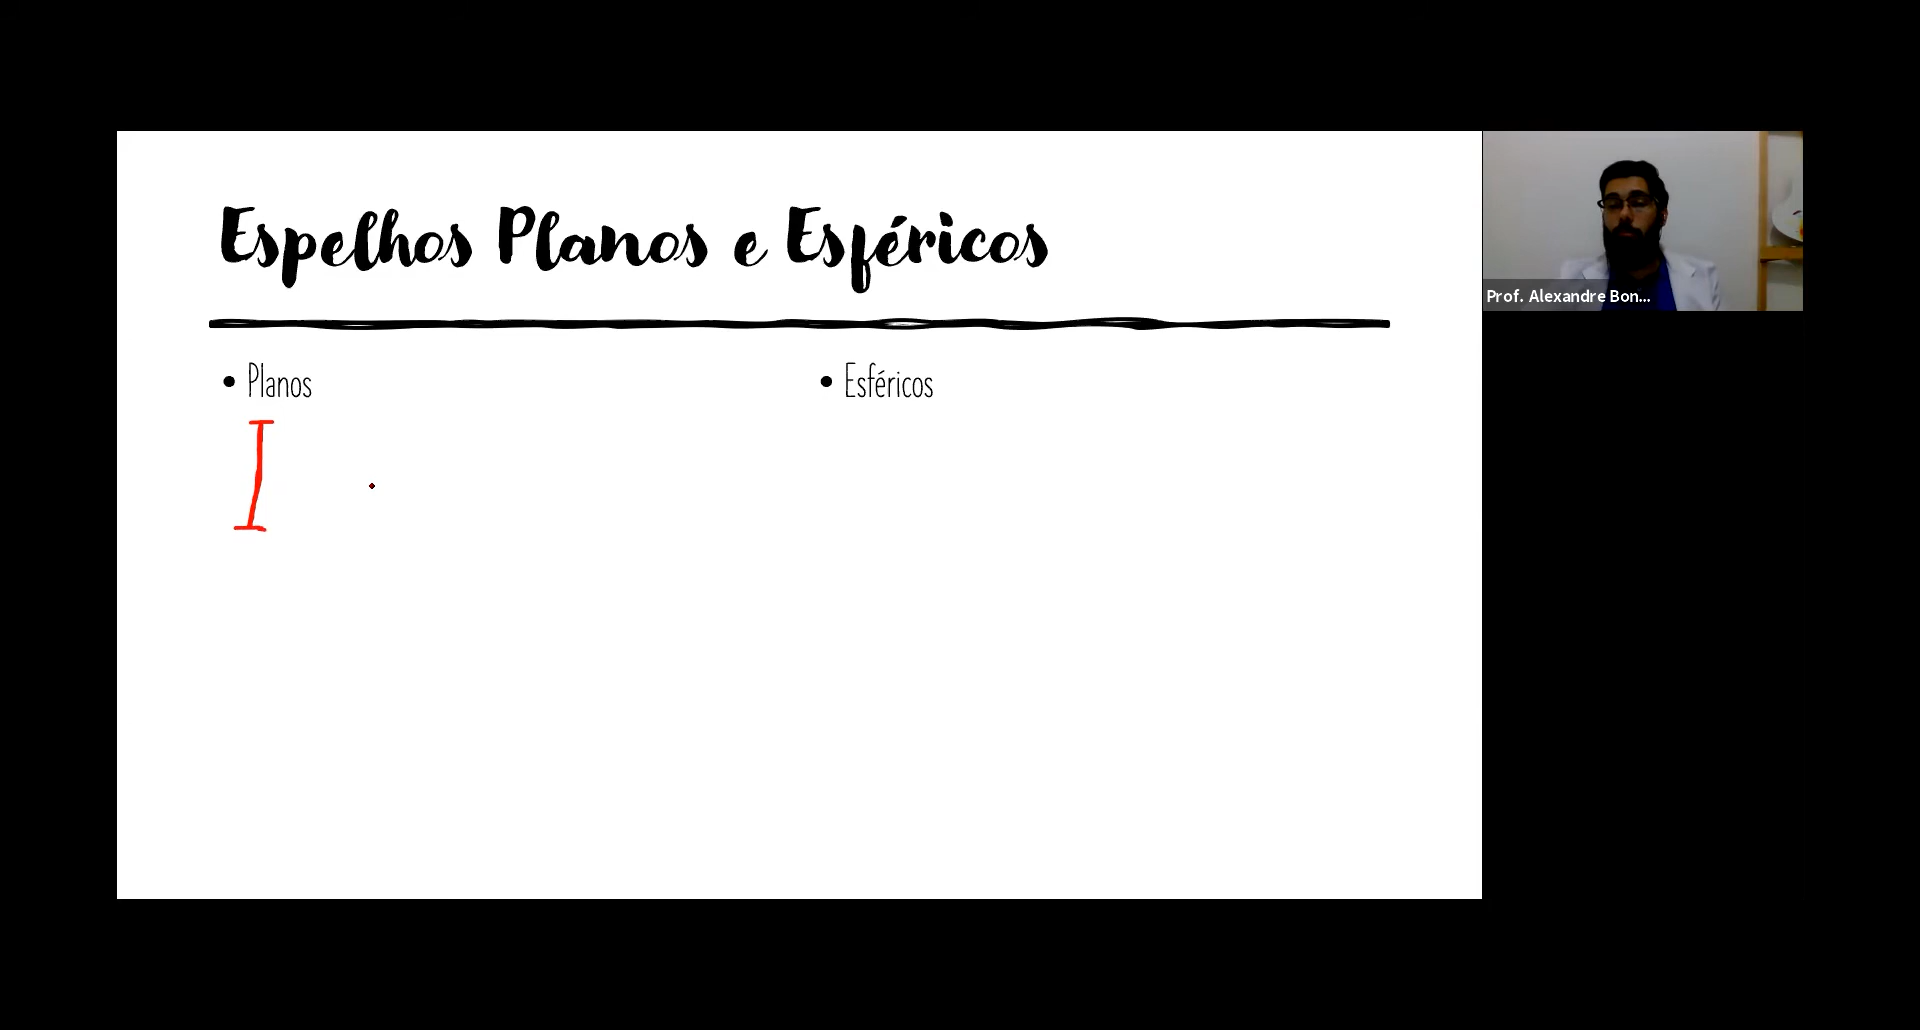 Espelhos Planos e Esféricos
• Planos
I
• Esféricos
Prof. Alexandre Bon...